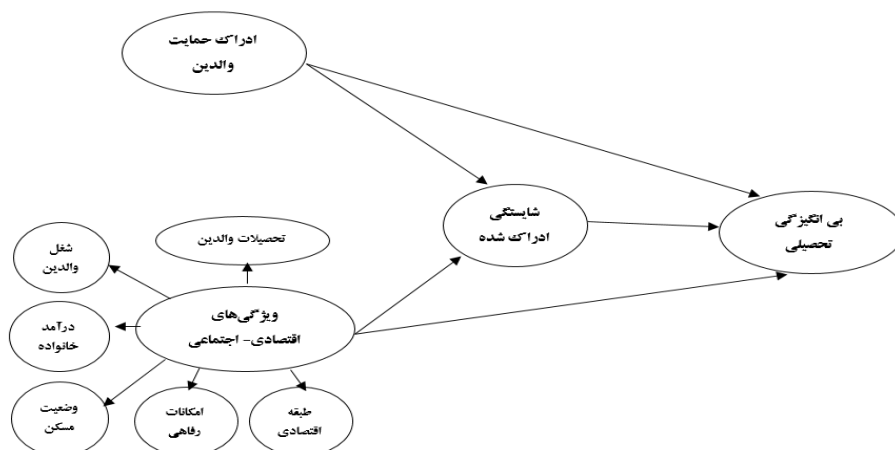 ادراک حمایت
والدین
شایستگی
ادراک شده
بی انگیزگی
تحصیلی
تحصیلات والدین
شغل
والدین
ویژگی‌های
اقتصادی- اجتماعی
درآمد
خانواده
وضعیت
مسکن
امکانات
رفاهی
طبقه
اقتصادی